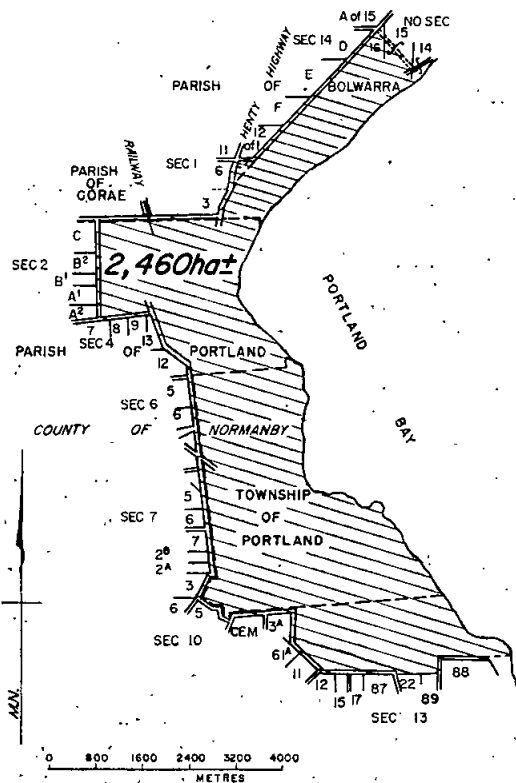 A of 15
NO SEC
SEC 14
15
16
14
D
HENTY HIGHWAY
PARISH OF BOLWARRA
E
F
12
11
of 1
6
SEC 1
RAILWAY
PARISH
OF
GORAE
3
C
2,460ha±
SEC 2
B²
B¹
A¹
A²
7
8
9
13
SEC 4
PARISH OF PORTLAND
12
5
PORTLAND
BAY
SEC 6
6
COUNTY OF NORMANBY
5
TOWNSHIP
OF
PORTLAND
SEC 7
6
7
2ᴮ
2ᴬ
3
6
5
SEC 10
CEM
3ᴬ
61ᴬ
11
12
15
17
87
22
89
88
SEC 13
M.N.
0 800 1600 2400 3200 4000
METRES